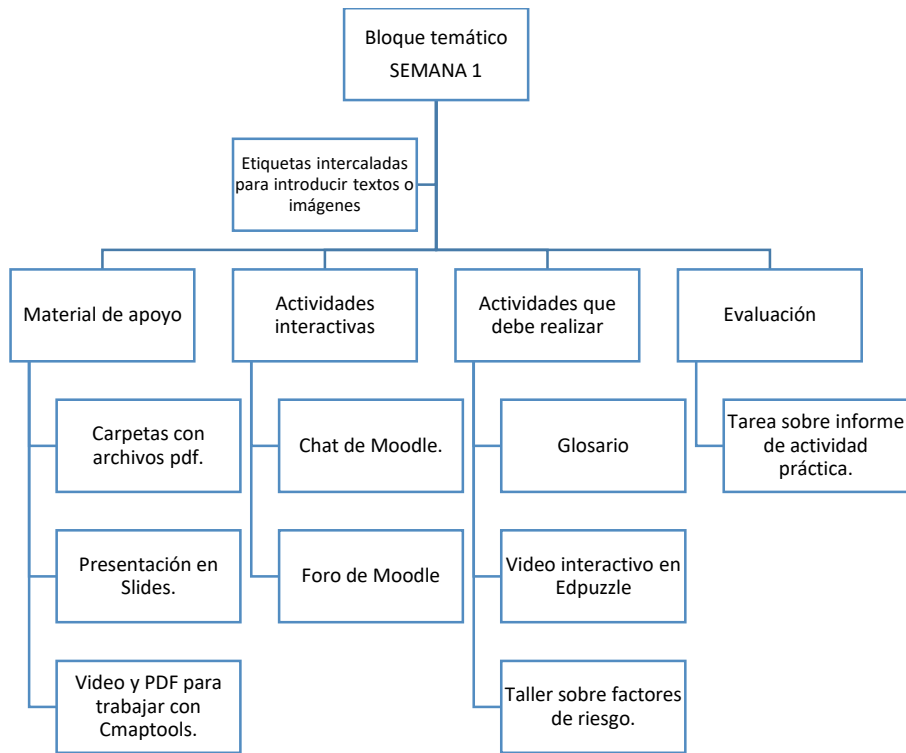 Bloque temático
SEMANA 1
Etiquetas intercaladas
para introducir textos o
imágenes
Material de apoyo
Actividades
interactivas
Actividades que
debe realizar
Evaluación
Carpetas con
archivos pdf.
Chat de Moodle.
Glosario
Tarea sobre informe
de actividad
práctica.
Presentación en
Slides.
Foro de Moodle
Video interactivo en
Edpuzzle
Video y PDF para
trabajar con
Cmaptools.
Taller sobre factores
de riesgo.